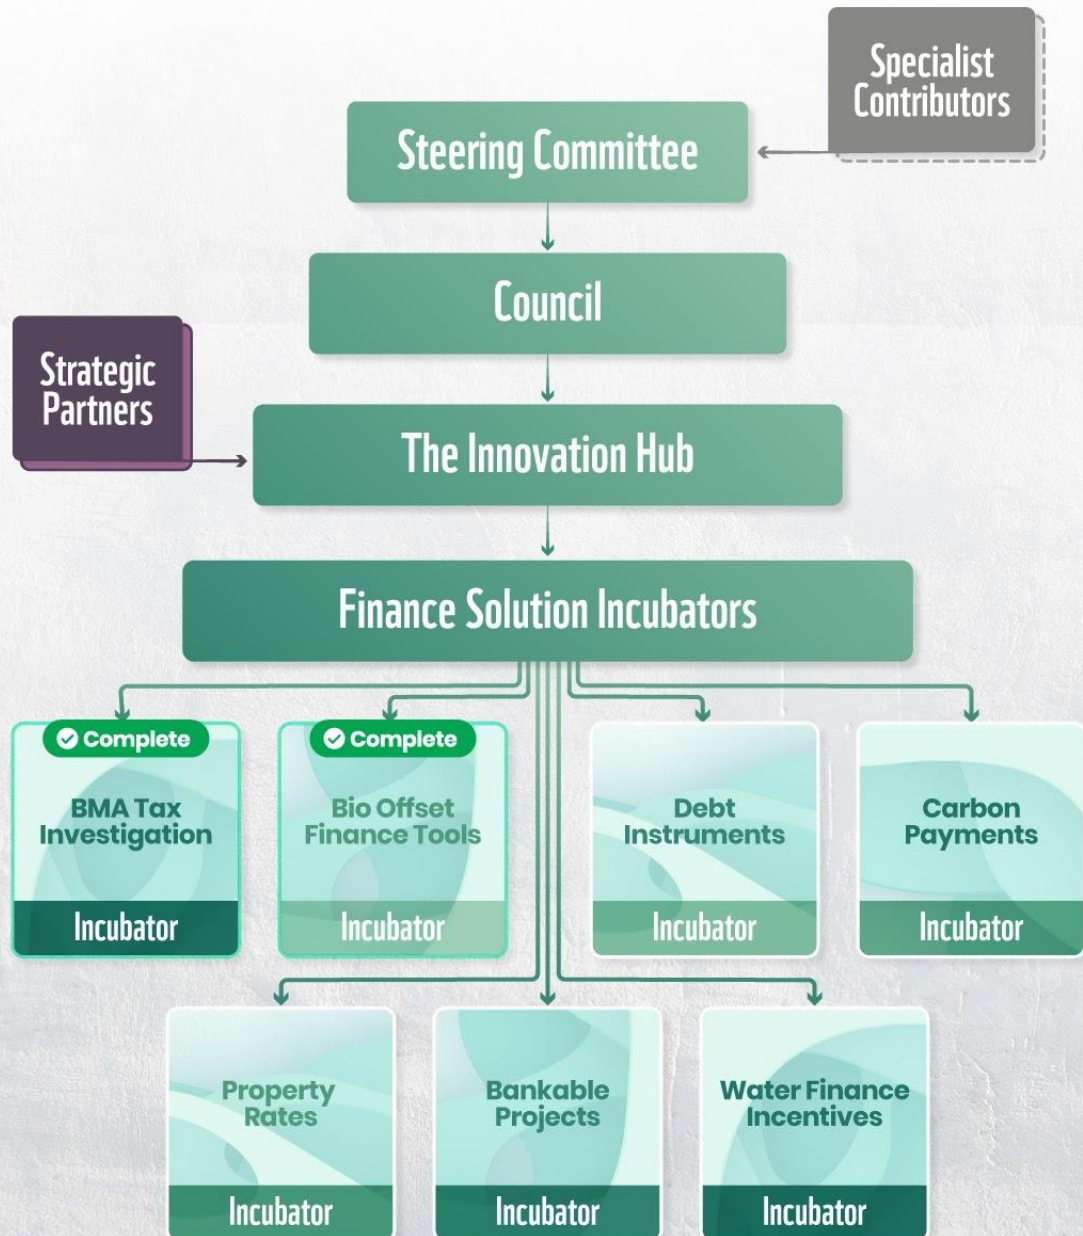 Specialist
Contributors
Steering Committee
Council
Strategic
Partners
The Innovation Hub
Finance Solution Incubators
Complete
BMA Tax
Investigation
Incubator
Complete
Bio Offset
Finance Tools
Incubator
Debt
Instruments
Incubator
Carbon
Payments
Incubator
Property
Rates
Incubator
Bankable
Projects
Incubator
Water Finance
Incentives
Incubator